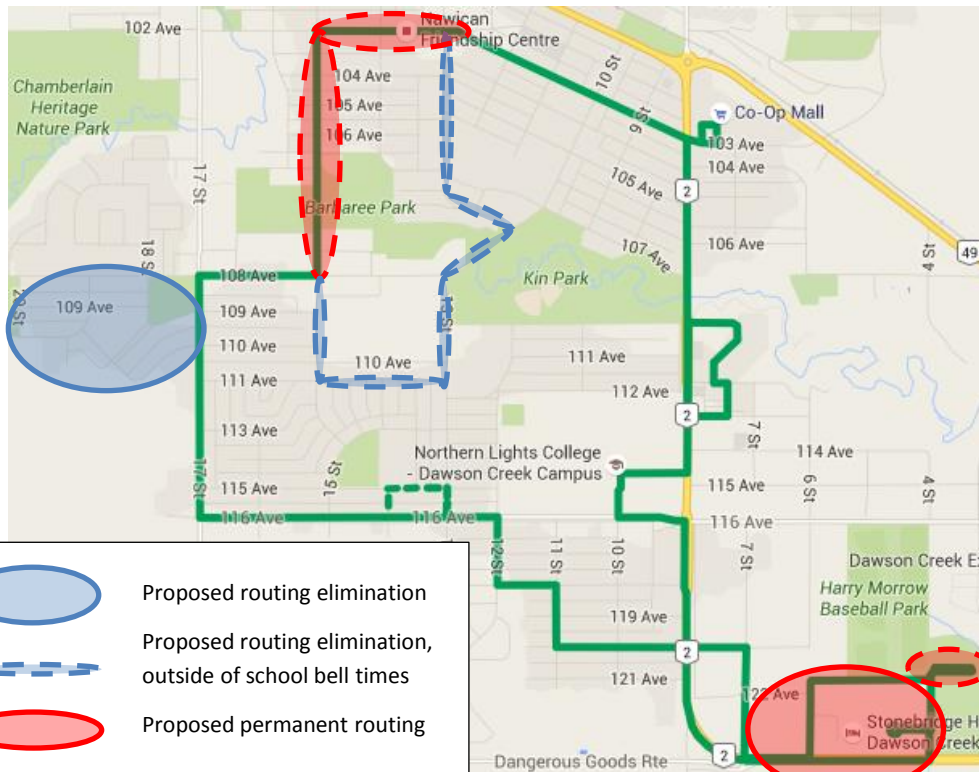 102 Ave
Nawican
Friendship Centre
Chamberlain
Heritage
Nature Park
104 Ave
105 Ave
106 Ave
10 St
9 St
Co-Op Mall
103 Ave
104 Ave
2
17 St
105 Ave
Barbaree Park
107 Ave
106 Ave
4 St
49
18 St
108 Ave
Kin Park
20 St
109 Ave
109 Ave
13 St
110 Ave
110 Ave
111 Ave
111 Ave
112 Ave
2
113 Ave
7 St
Northern Lights College
- Dawson Creek Campus
114 Ave
15 St
17 St
115 Ave
115 Ave
6 St
4 St
116 Ave
116 Ave
116 Ave
12 St
11 St
10 St
7 St
Dawson Creek Ex
Harry Morrow
Baseball Park
119 Ave
2
121 Ave
122 Ave
Stonebridge H
Dawson Creek
2
Dangerous Goods Rte
Proposed routing elimination
Proposed routing elimination,
outside of school bell times
Proposed permanent routing